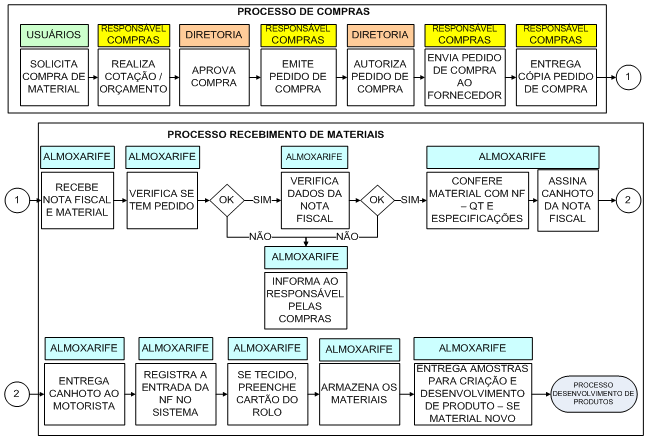 PROCESSO DE COMPRAS
USUÁRIOS
RESPONSÁVEL
COMPRAS
DIRETORIA
RESPONSÁVEL
COMPRAS
DIRETORIA
RESPONSÁVEL
COMPRAS
RESPONSÁVEL
COMPRAS
SOLICITA
COMPRA DE
MATERIAL
REALIZA
COTAÇÃO /
ORÇAMENTO
APROVA
COMPRA
EMITE
PEDIDO DE
COMPRA
AUTORIZA
PEDIDO DE
COMPRA
ENVIA PEDIDO
DE COMPRA
AO
FORNECEDOR
ENTREGA
CÓPIA PEDIDO
DE COMPRA
1
PROCESSO RECEBIMENTO DE MATERIAIS
ALMOXARIFE
ALMOXARIFE
ALMOXARIFE
ALMOXARIFE
1
RECEBE
NOTA FISCAL
E MATERIAL
VERIFICA SE
TEM PEDIDO
OK
SIM
VERIFICA
DADOS DA
NOTA
FISCAL
OK
SIM
CONFERE
MATERIAL COM NF
– QT E
ESPECIFICAÇÕES
ASSINA
CANHOTO
DA NOTA
FISCAL
2
NÃO
NÃO
ALMOXARIFE
INFORMA AO
RESPONSÁVEL
PELAS
COMPRAS
ALMOXARIFE
ALMOXARIFE
ALMOXARIFE
ALMOXARIFE
ALMOXARIFE
2
ENTREGA
CANHOTO AO
MOTORISTA
REGISTRA A
ENTRADA DA
NF NO
SISTEMA
SE TECIDO,
PREENCHE
CARTÃO DO
ROLO
ARMAZENA OS
MATERIAIS
ENTREGA AMOSTRAS
PARA CRIAÇÃO E
DESENVOLVIMENTO
DE PRODUTO – SE
MATERIAL NOVO
PROCESSO
DESENVOLVIMENTO DE
PRODUTOS